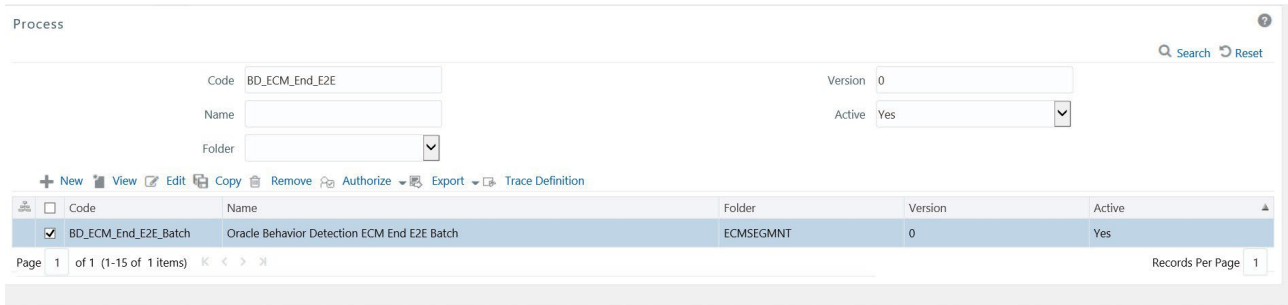 Process
Search Reset
Code BD_ECM_End_E2E Version 0
Name Active Yes
Folder
New View Edit Copy Remove Authorize Export Trace Definition
Code Name Folder Version Active
BD_ECM_End_E2E_Batch Oracle Behavior Detection ECM End E2E Batch ECMSEGMNT 0 Yes
Page 1 of 1 (1-15 of 1 items) Records Per Page 1